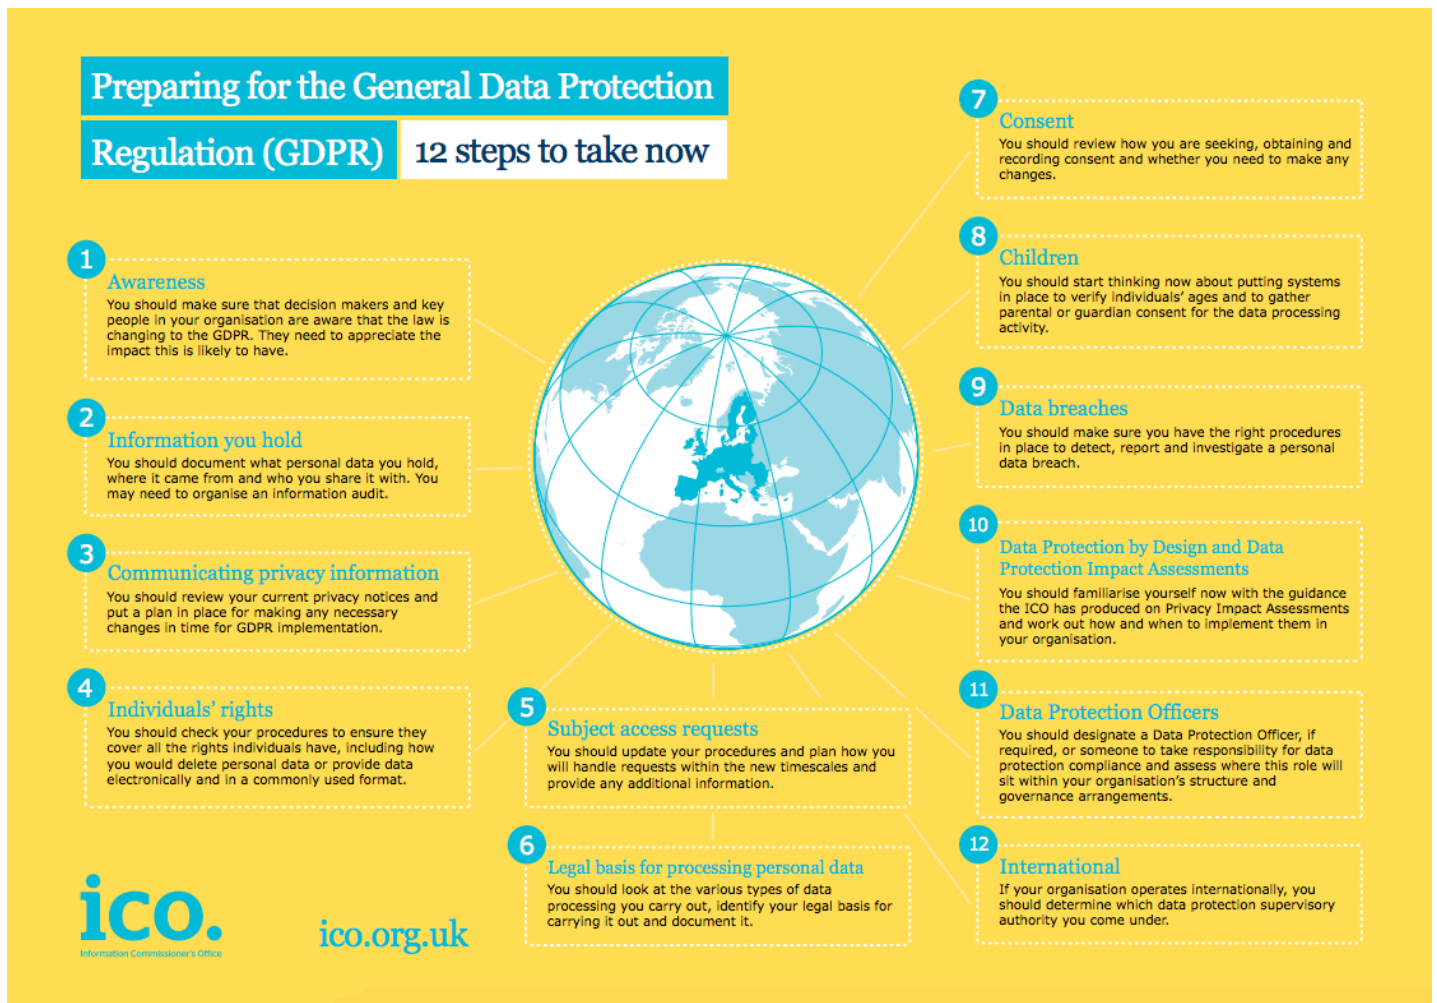 Preparing for the General Data Protection
Regulation (GDPR) 12 steps to take now
1
Awareness
You should make sure that decision makers and key
people in your organisation are aware that the law is
changing to the GDPR. They need to appreciate the
impact this is likely to have.
2
Information you hold
You should document what personal data you hold,
where it came from and who you share it with. You
may need to organise an information audit.
3
Communicating privacy information
You should review your current privacy notices and
put a plan in place for making any necessary
changes in time for GDPR implementation.
4
Individuals’ rights
You should check your procedures to ensure they
cover all the rights individuals have, including how
you would delete personal data or provide data
electronically and in a commonly used format.
5
Subject access requests
You should update your procedures and plan how you
will handle requests within the new timescales and
provide any additional information.
6
Legal basis for processing personal data
You should look at the various types of data
processing you carry out, identify your legal basis for
carrying it out and document it.
7
Consent
You should review how you are seeking, obtaining and
recording consent and whether you need to make any
changes.
8
Children
You should start thinking now about putting systems
in place to verify individuals’ ages and to gather
parental or guardian consent for the data processing
activity.
9
Data breaches
You should make sure you have the right procedures
in place to detect, report and investigate a personal
data breach.
10
Data Protection by Design and Data
Protection Impact Assessments
You should familiarise yourself now with the guidance
the ICO has produced on Privacy Impact Assessments
and work out how and when to implement them in
your organisation.
11
Data Protection Officers
You should designate a Data Protection Officer, if
required, or someone to take responsibility for data
protection compliance and assess where this role will
sit within your organisation’s structure and
governance arrangements.
12
International
If your organisation operates internationally, you
should determine which data protection supervisory
authority you come under.
ico.
Information Commissioner’s Office
ico.org.uk